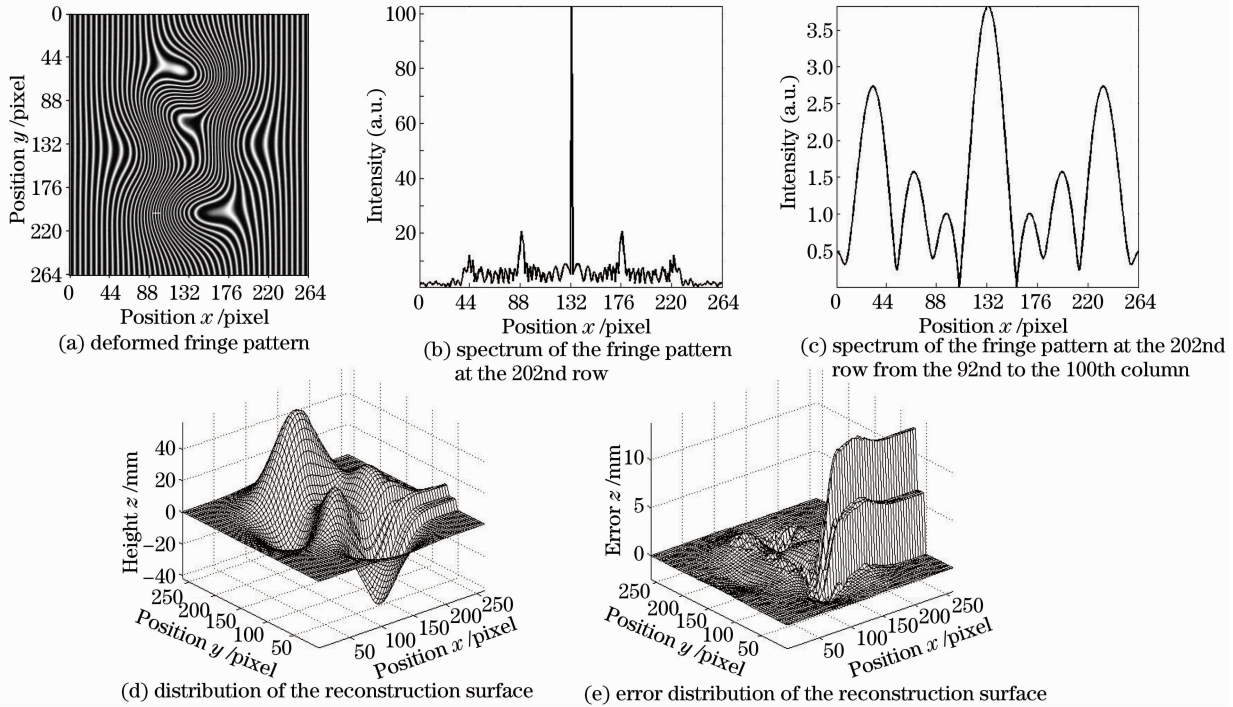 0
44
88
132
176
220
264
Position y /pixel
0 44 88 132 176 220 264
Position x /pixel
(a) deformed fringe pattern
100
80
60
40
20
Intensity (a.u.)
0 44 88 132 176 220 264
Position x /pixel
(b) spectrum of the fringe pattern
at the 202nd row
3.5
3.0
2.5
2.0
1.5
1.0
0.5
Intensity (a.u.)
0 44 88 132 176 220 264
Position x /pixel
(c) spectrum of the fringe pattern at the 202nd
row from the 92nd to the 100th column
40
20
0
−20
−40
Height z /mm
250
200
150
100
50
Position y /pixel
50
100
150
200
250
Position x /pixel
(d) distribution of the reconstruction surface
10
5
0
Error z /mm
250
200
150
100
50
Position y /pixel
50
100
150
200
250
Position x /pixel
(e) error distribution of the reconstruction surface